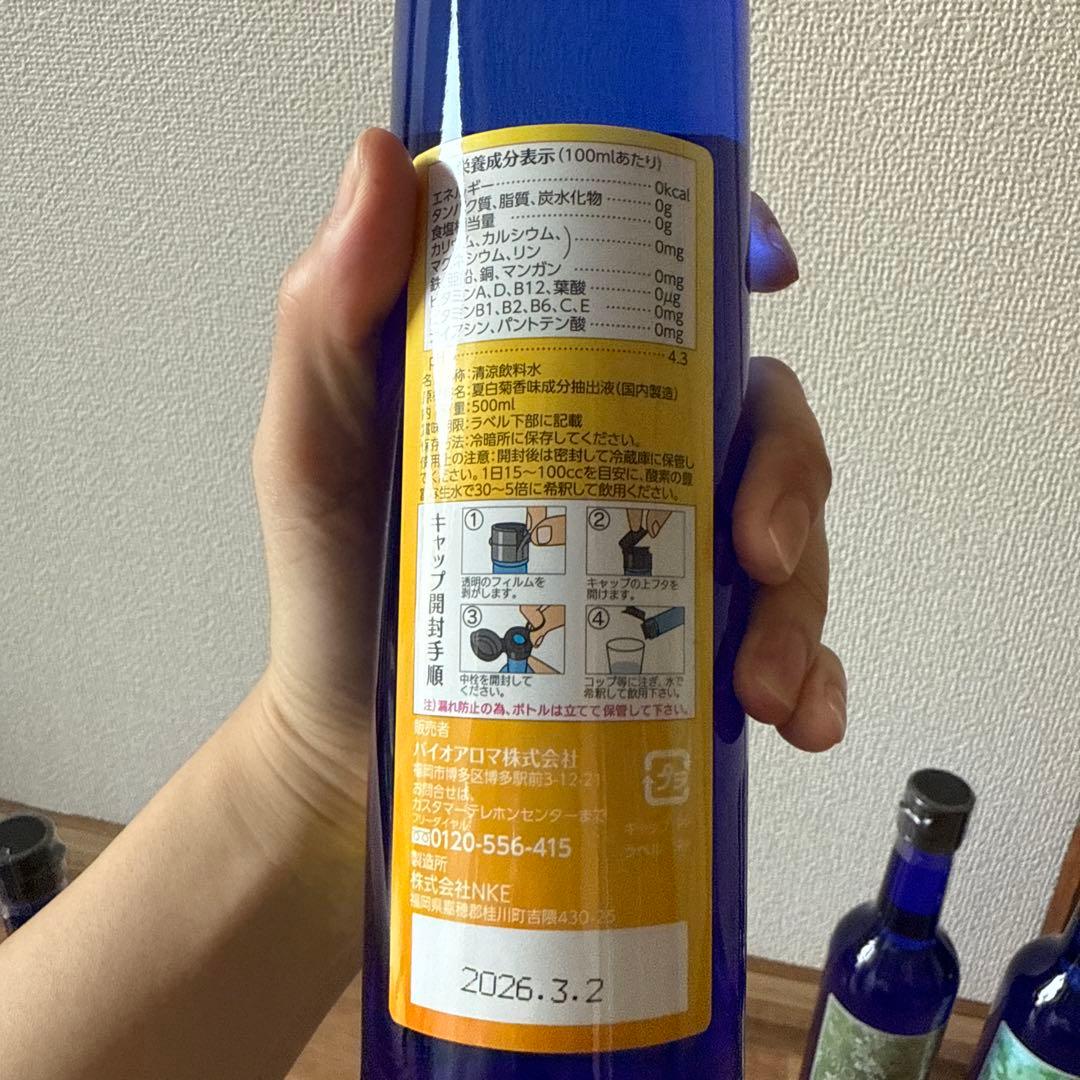 栄養成分表示(100mlあたり)
エネルギー 0kcal
タンパク質、脂質、炭水化物 0g
食塩相当量 0g
カリウム、カルシウム、
マグネシウム、リン) 0mg
鉄、亜鉛、銅、マンガン 0mg
ビタミンA、D、B12、葉酸 0μg
ビタミンB1、B2、B6、C、E 0mg
ナイアシン、パントテン酸 0mg
4.3
名称:清涼飲料水
名:夏白菊香味成分抽出液(国内製造)
内容量:500ml
賞味期限:ラベル下部に記載
保存方法:冷暗所に保存してください。
使用上の注意:開封後は密封して冷蔵庫に保管し
てください。1日15〜100ccを目安に、酸素の豊
富な生水で30〜5倍に希釈して飲用ください。
キャップ開封手順
①
透明のフィルムを
剥がします。
②
キャップの上フタを
開けます。
③
中栓を開封して
ください。
④
コップ等に注ぎ、水で
希釈して飲用下さい。
注)漏れ防止の為、ボトルは立てて保管して下さい。
販売者
バイオアロマ株式会社
福岡市博多区博多駅前3-12-21
お問合せは、
カスタマーテレホンセンターまで
フリーダイヤル
0120-556-415
プラ
キャップ
ラベル
製造所
株式会社NKE
福岡県嘉穂郡桂川町吉隈430-25
2026.3.2